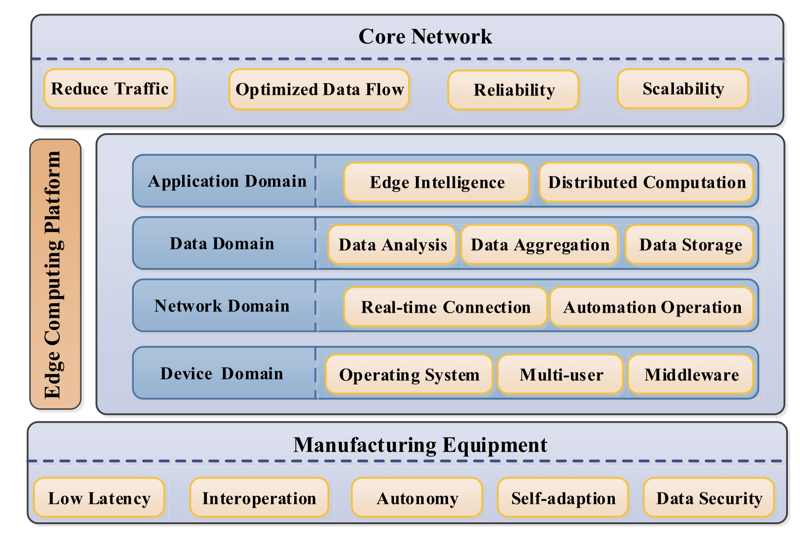 Core Network
Reduce Traffic
Optimized Data Flow
Reliability
Scalability
Edge Computing Platform
Application Domain
Edge Intelligence
Distributed Computation
Data Domain
Data Analysis
Data Aggregation
Data Storage
Network Domain
Real-time Connection
Automation Operation
Device Domain
Operating System
Multi-user
Middleware
Manufacturing Equipment
Low Latency
Interoperation
Autonomy
Self-adaption
Data Security